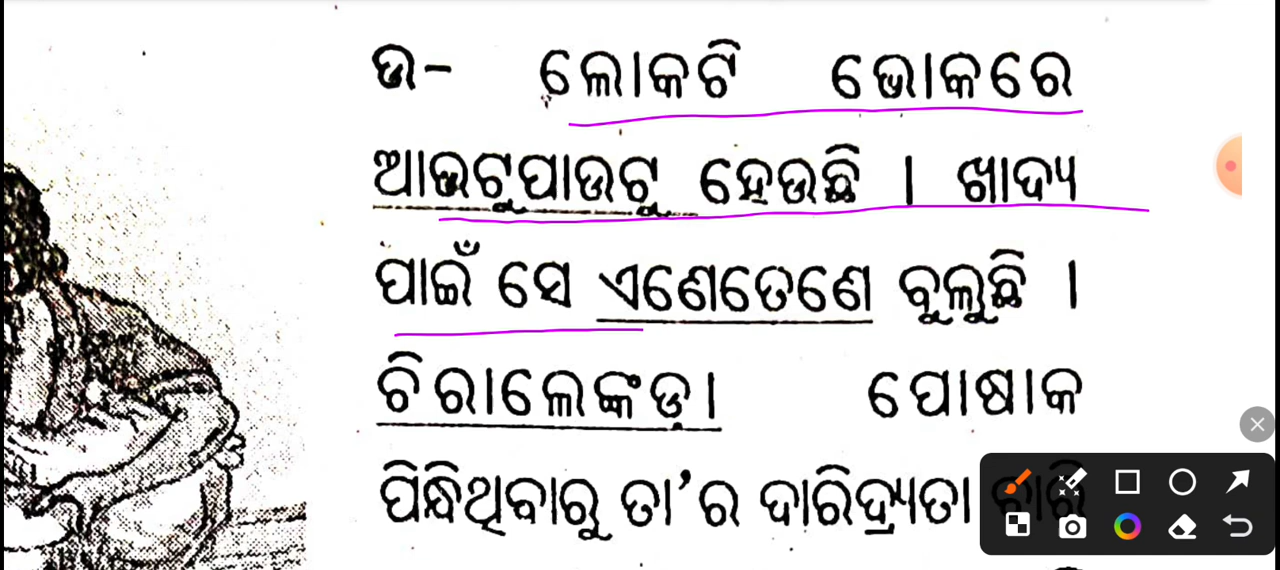 ଉ- ଲୋକଟି ଭୋକରେ
ଆଉଟୁପାଉଟୁ ହେଉଛି । ଖାଦ୍ୟ
ପାଇଁ ସେ ଏଣେତେଣେ ବୁଲୁଛି ।
ଚିରାଲେଙ୍କଡ଼ା ପୋଷାକ
ପିନ୍ଧିଥିବାରୁ ତା'ର ଦାରିଦ୍ର୍ୟତା